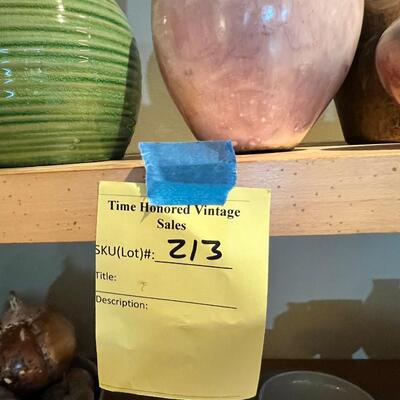 Time Honored Vintage
Sales
SKU(Lot)#: 213
Title:
Description: